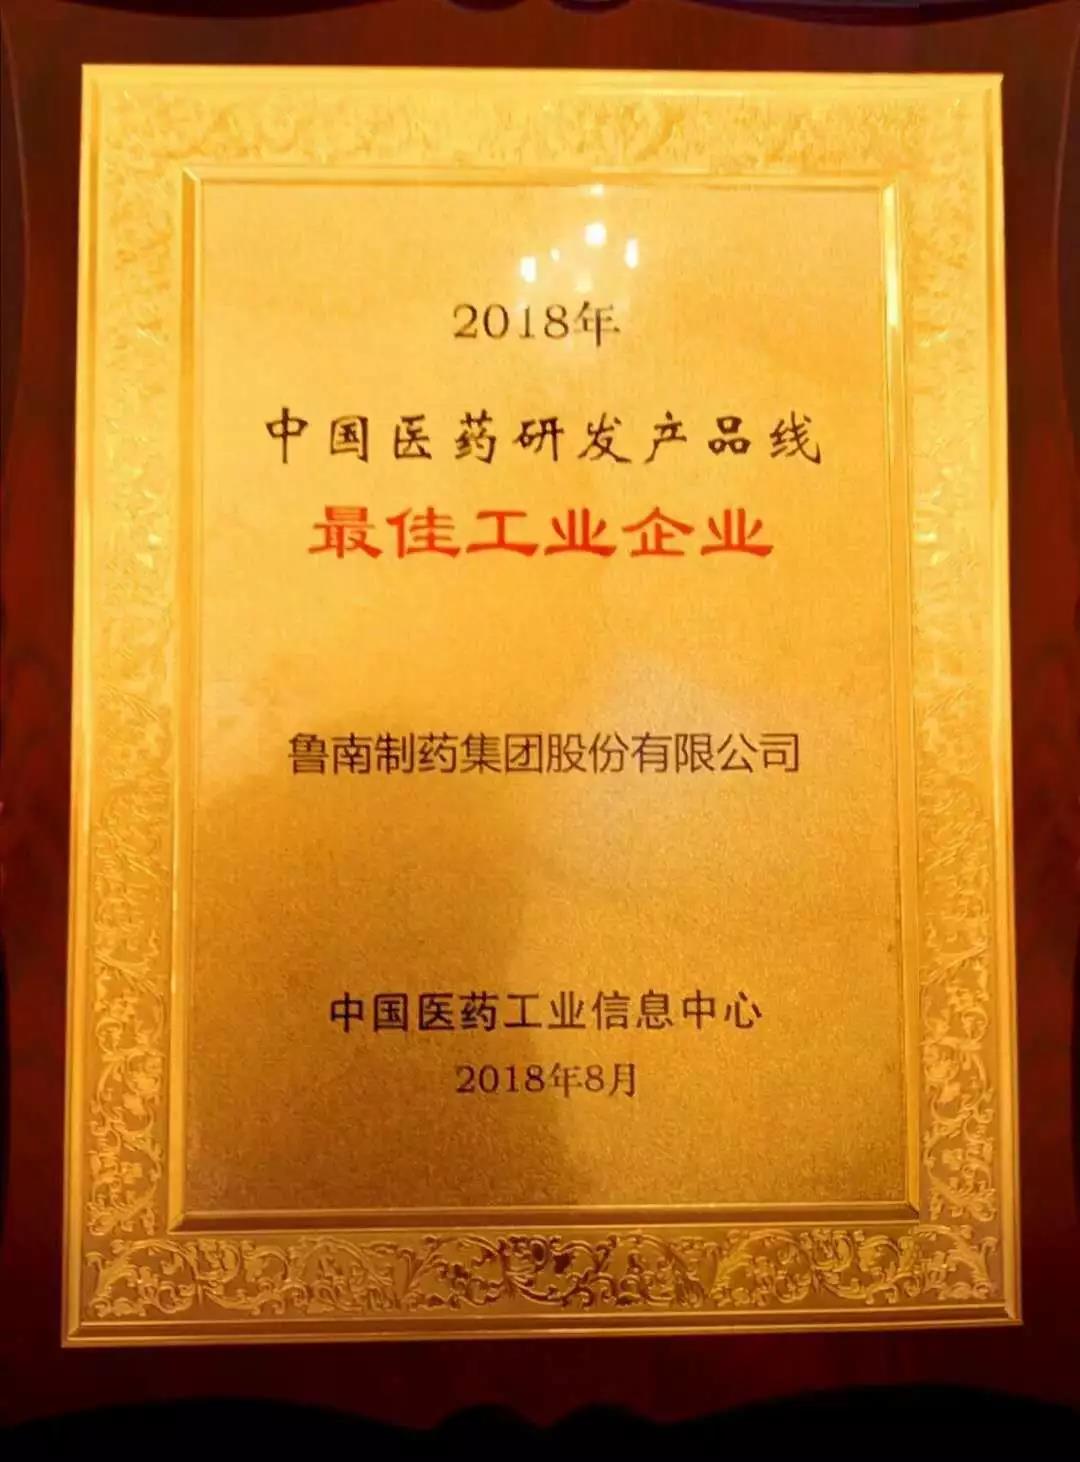 2018年
中国医药研发产品线
最佳工业企业
鲁南制药集团股份有限公司
中国医药工业信息中心
2018年8月